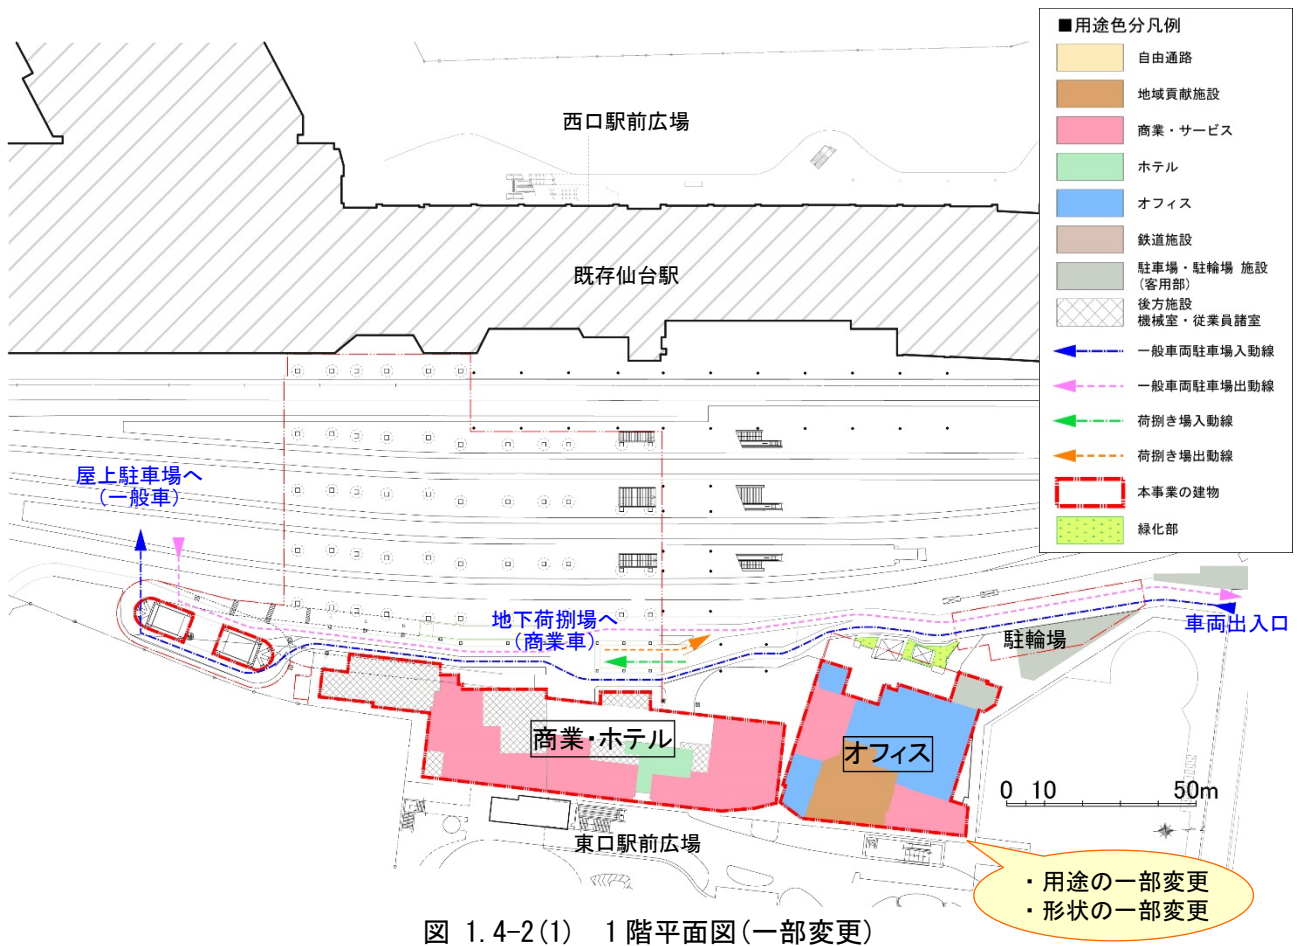 ■用途色分凡例
自由通路
地域貢献施設
商業・サービス
ホテル
オフィス
鉄道施設
駐車場・駐輪場 施設
(客用部)
後方施設
機械室・従業員諸室
一般車両駐車場入動線
一般車両駐車場出動線
荷捌き場入動線
荷捌き場出動線
本事業の建物
緑化部
西口駅前広場
既存仙台駅
屋上駐車場へ
(一般車)
地下荷捌場へ
(商業車)
車両出入口
駐輪場
商業・ホテル
オフィス
0 10 50m
東口駅前広場
・用途の一部変更
・形状の一部変更
図 1.4-2(1) 1階平面図(一部変更)